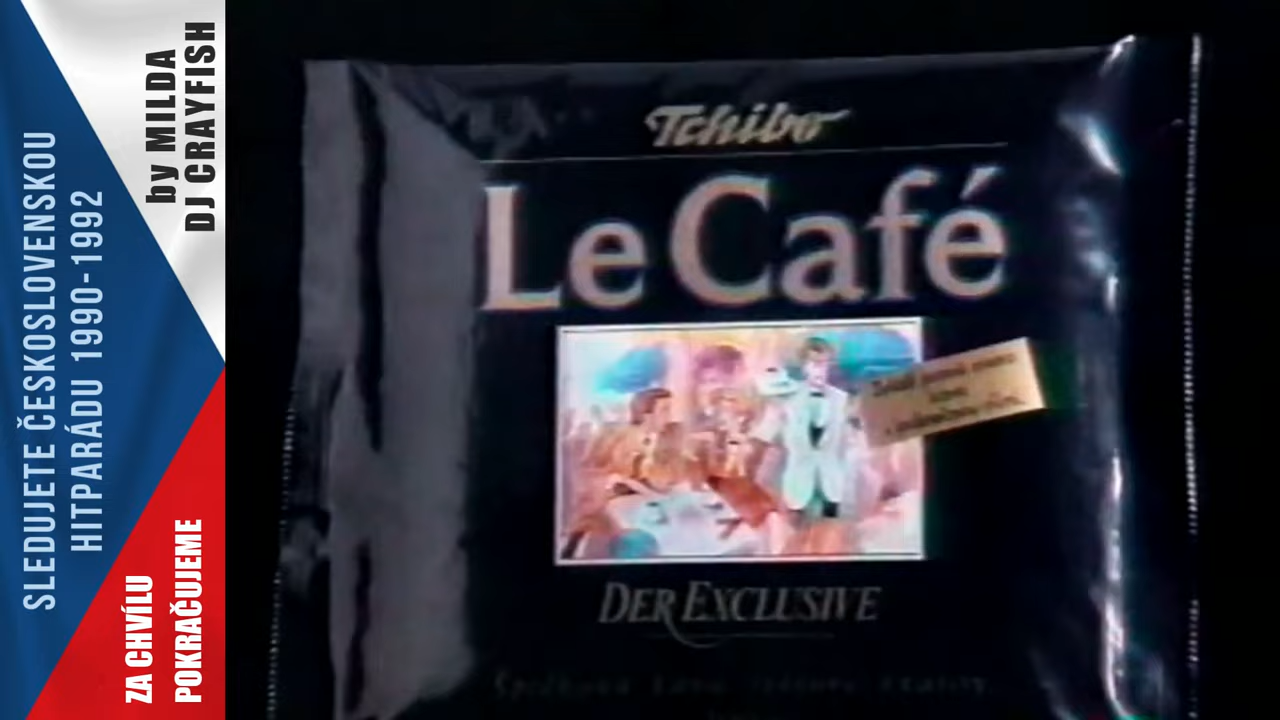 SLEDUJETE ČESKOSLOVENSKOU
HITPARÁDU 1990-1992
by MILDA
DJ CRAYFISH
ZA CHVÍLU
POKRAČUJEME
Tchibo
Le Café
DER EXCLUSIVE